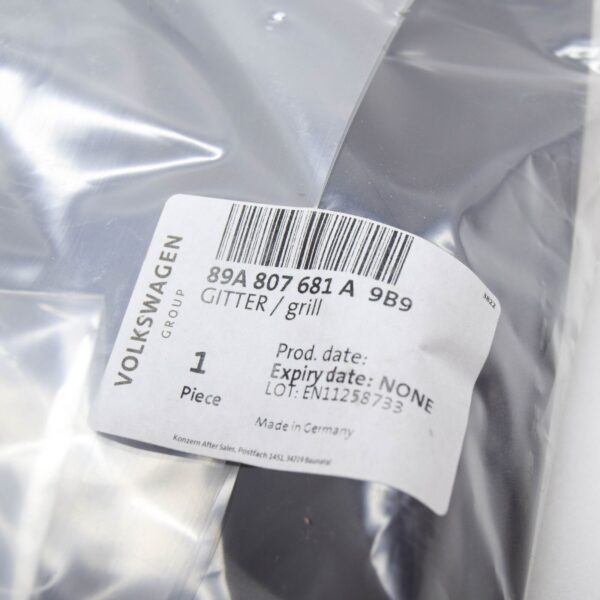 VOLKSWAGEN
GROUP
89A 807 681 A 9B9
GITTER / grill
3R22
1
Piece
Prod. date:
Expiry date: NONE
LOT: EN11258733
Made in Germany
Konzern After Sales, Postfach 1452, 34219 Baunatal